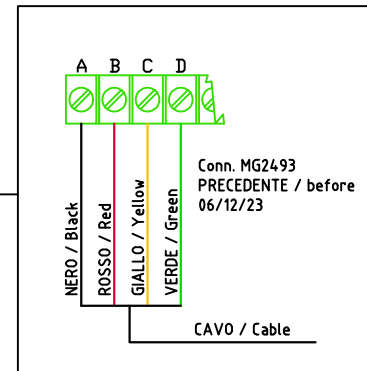 A B C D
Conn. MG2493
PRECEDENTE / before
06/12/23
NERO / Black
ROSSO / Red
GIALLO / Yellow
VERDE / Green
CAVO / Cable